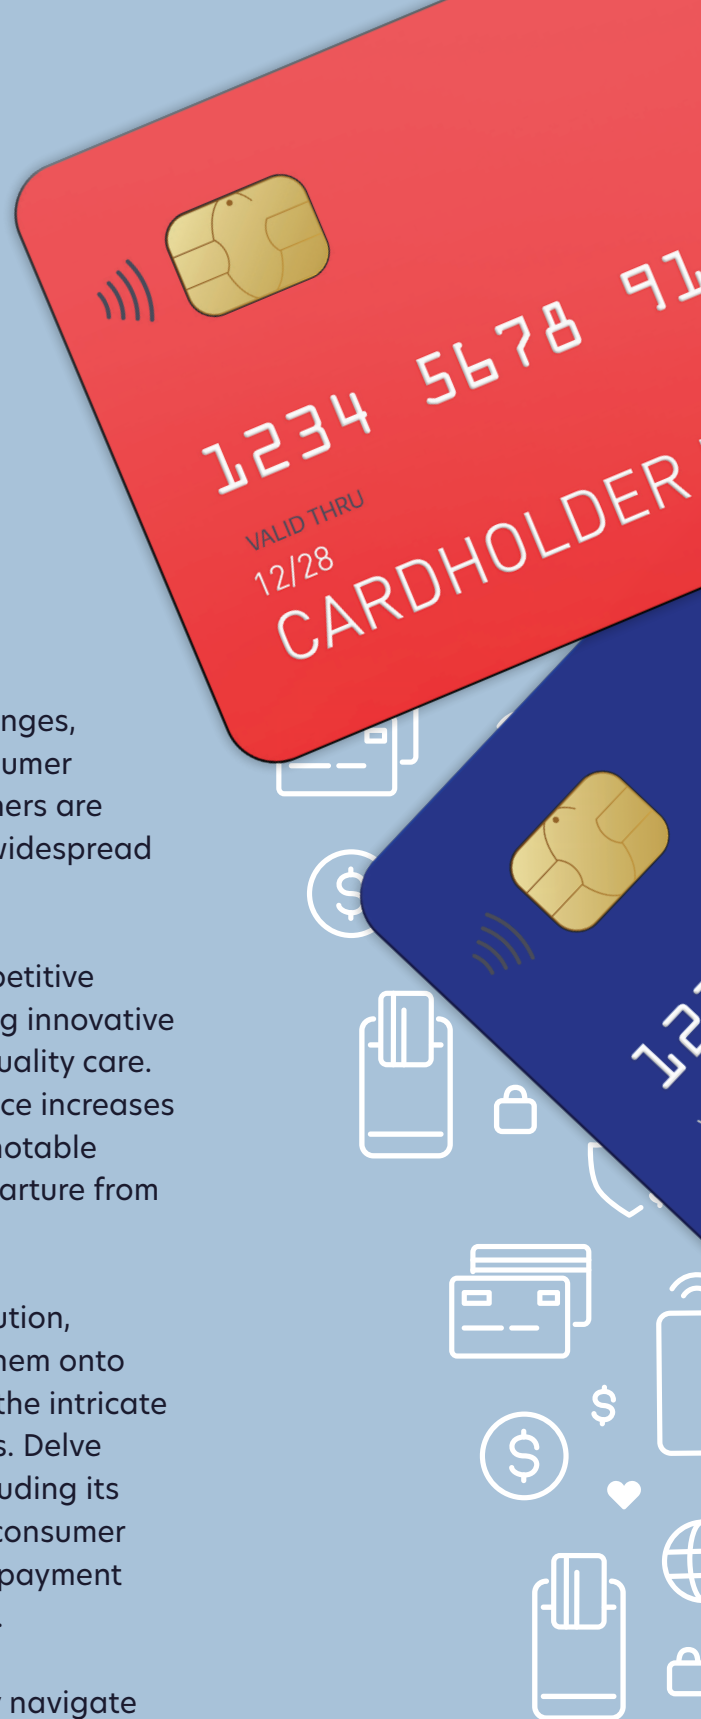 1234 5678 91
VALID THRU
12/28
CARDHOLDER
nges,
umer
ers are
widespread
petitive
g innovative
uality care.
ce increases
notable
arture from
ution,
hem onto
the intricate
s. Delve
uding its
consumer
payment
.
navigate